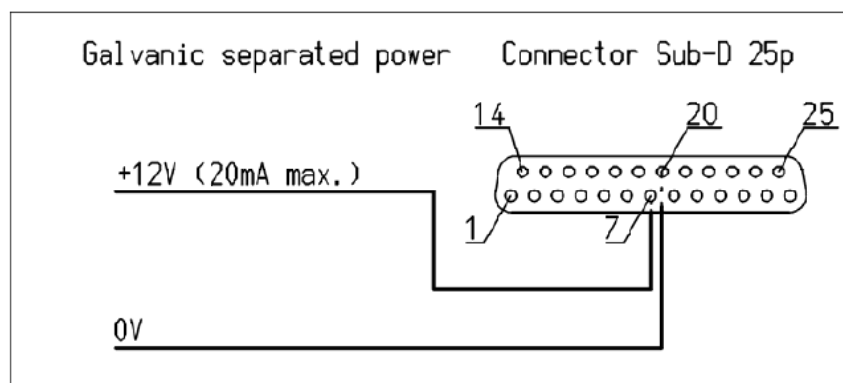 Galvanic separated power Connector Sub-D 25p
14 20 25
+12V (20mA max.)
1 7
0V